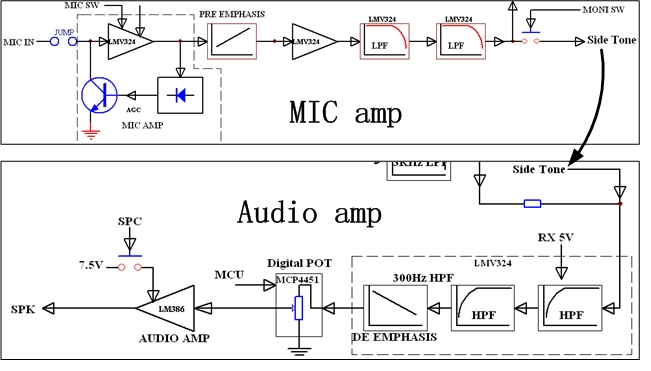 MIC SW
PRE EMPHASIS
LMV324
LMV324
MONI SW
MIC IN
JUMP
LMV324
LMV324
LPF
LPF
Side Tone
AGC
MIC AMP
MIC amp
3KHz LPF
Side Tone
Audio amp
SPC
RX 5V
7.5V
Digital POT
LMV324
MCU
MCP4451
300Hz HPF
SPK
LM386
HPF
HPF
AUDIO AMP
DE EMPHASIS